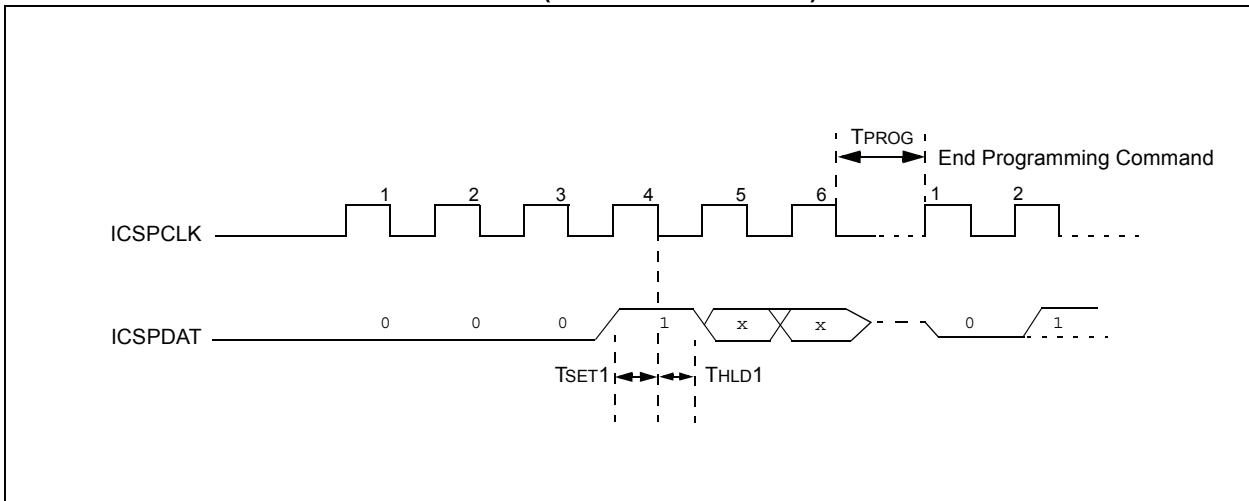 TPROG
End Programming Command
1 2 3 4 5 6 1 2
ICSPCLK
ICSPDAT
0 0 0 1 x x 0 1
TSET1 THLD1